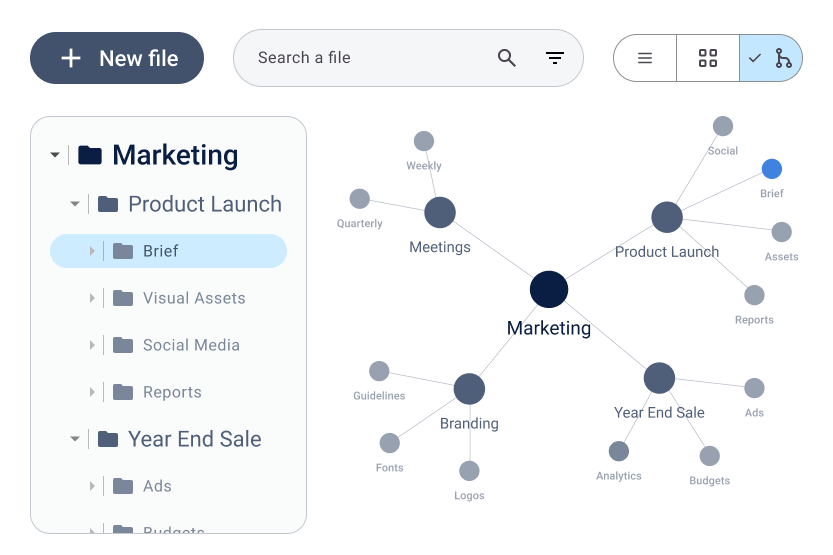 New file
Search a file
Marketing
Product Launch
Brief
Visual Assets
Social Media
Reports
Year End Sale
Ads
Budgets
Social
Weekly
Brief
Quarterly
Meetings
Product Launch
Assets
Reports
Marketing
Guidelines
Year End Sale
Ads
Branding
Fonts
Analytics
Budgets
Logos